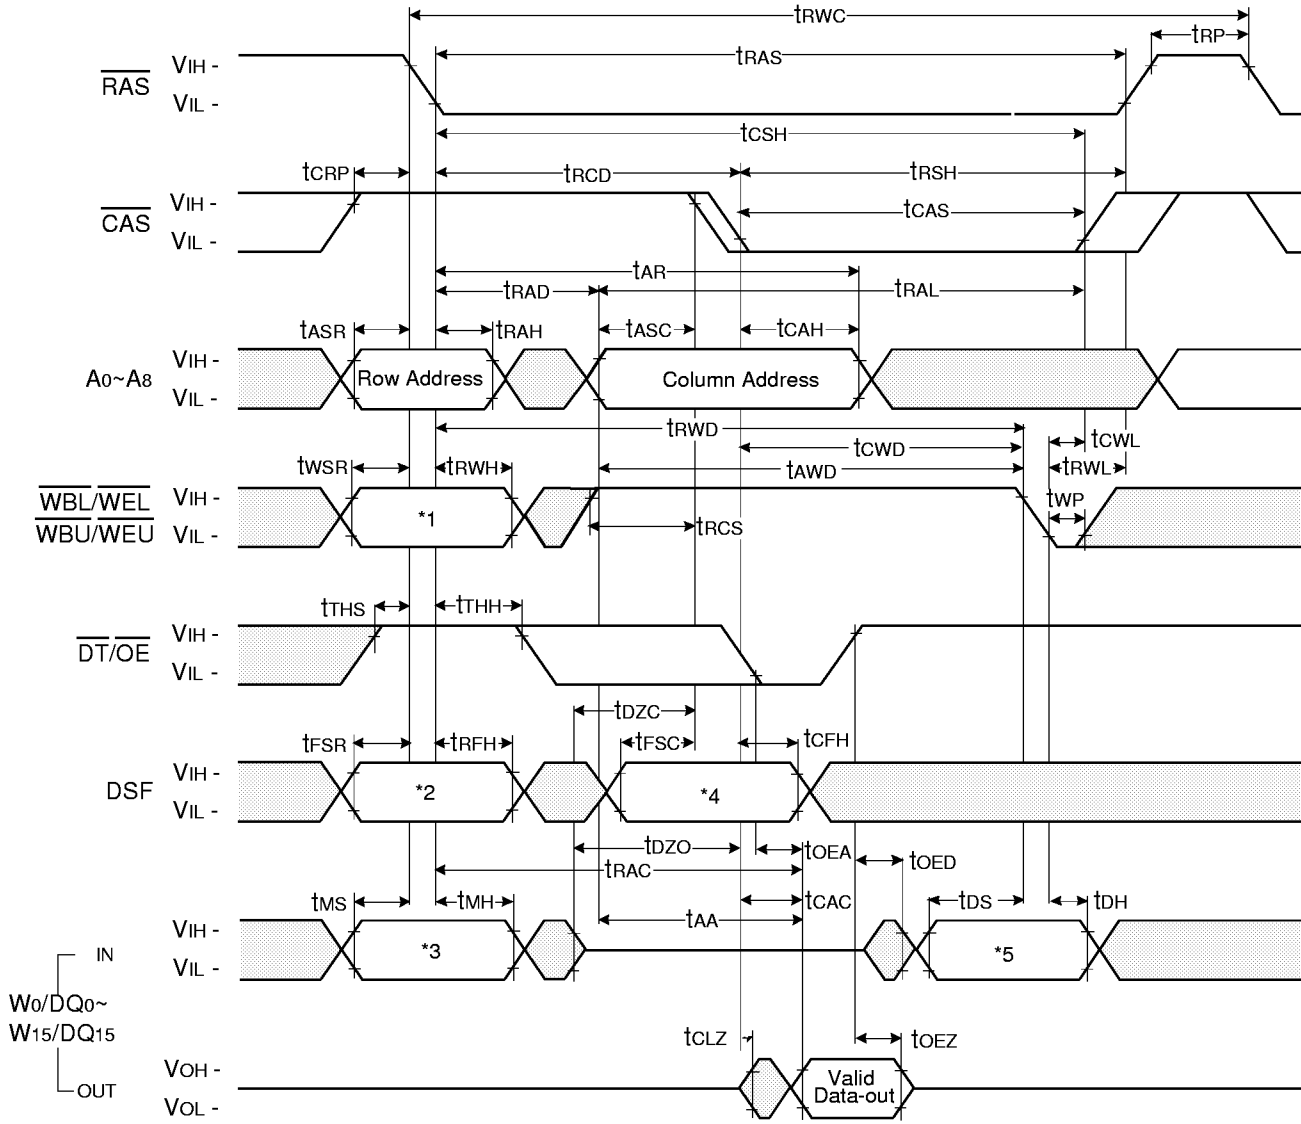 tRWC
tRP
tRAS
RAS
VIH -
VIL -
tCSH
tCRP
tRCD
tRSH
CAS
VIH -
VIL -
tCAS
tAR
tRAD
tRAL
tASR
tRAH
tASC
tCAH
A0~A8
VIH -
VIL -
Row Address
Column Address
tRWD
tCWD
tCWL
tWSR
tRWH
tAWD
tRWL
WBL/WEL
WBU/WEU
VIH -
VIL -
*1
tRCS
tWP
tTHS
tTHH
DT/OE
VIH -
VIL -
tDZC
tFSR
tRFH
tFSC
tCFH
DSF
VIH -
VIL -
*2
*4
tDZO
tOEA
tOED
tRAC
tMS
tMH
tCAC
tDS
tDH
tAA
VIH -
VIL -
*3
*5
IN
W0/DQ0~
W15/DQ15
OUT
tCLZ
tOEZ
VOH -
VOL -
Valid
Data-out